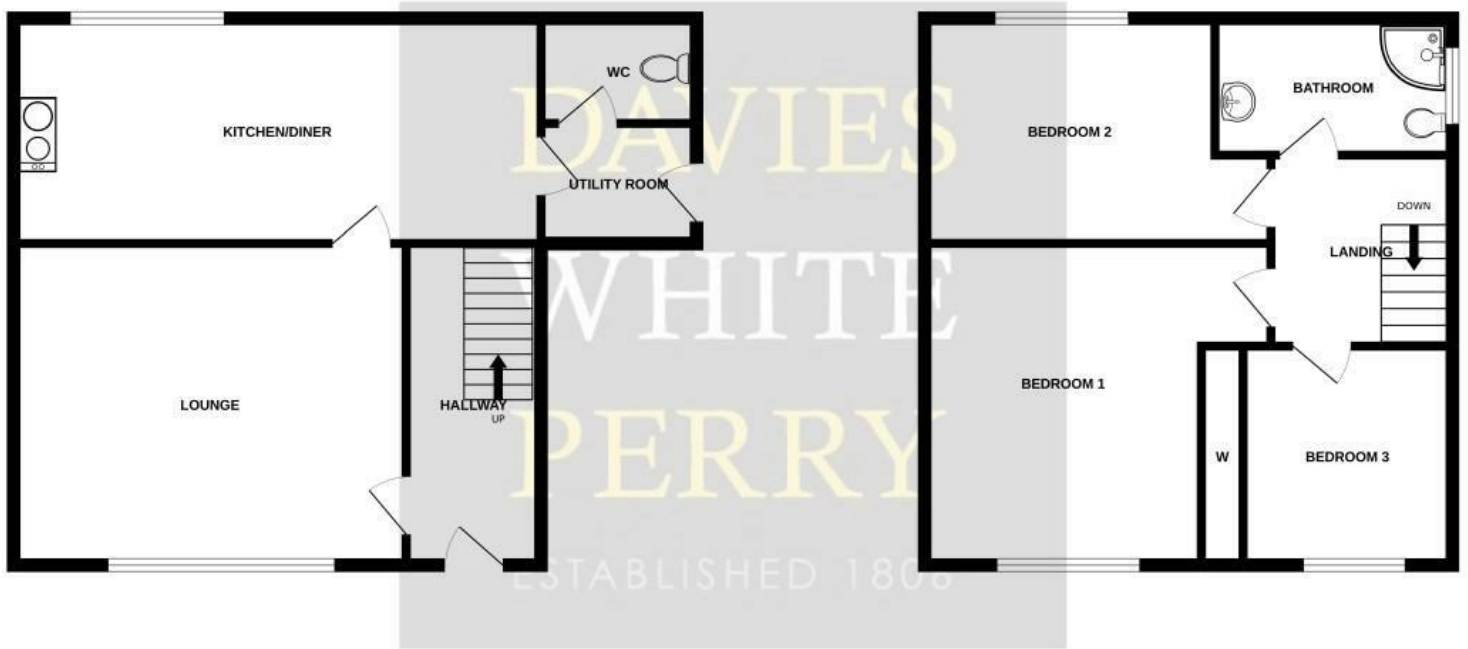 KITCHEN/DINER
WC
UTILITY ROOM
LOUNGE
HALLWAY
UP
BEDROOM 2
BATHROOM
DOWN
LANDING
BEDROOM 1
W
BEDROOM 3
DAVIES
WHITE
PERRY
ESTABLISHED 1806